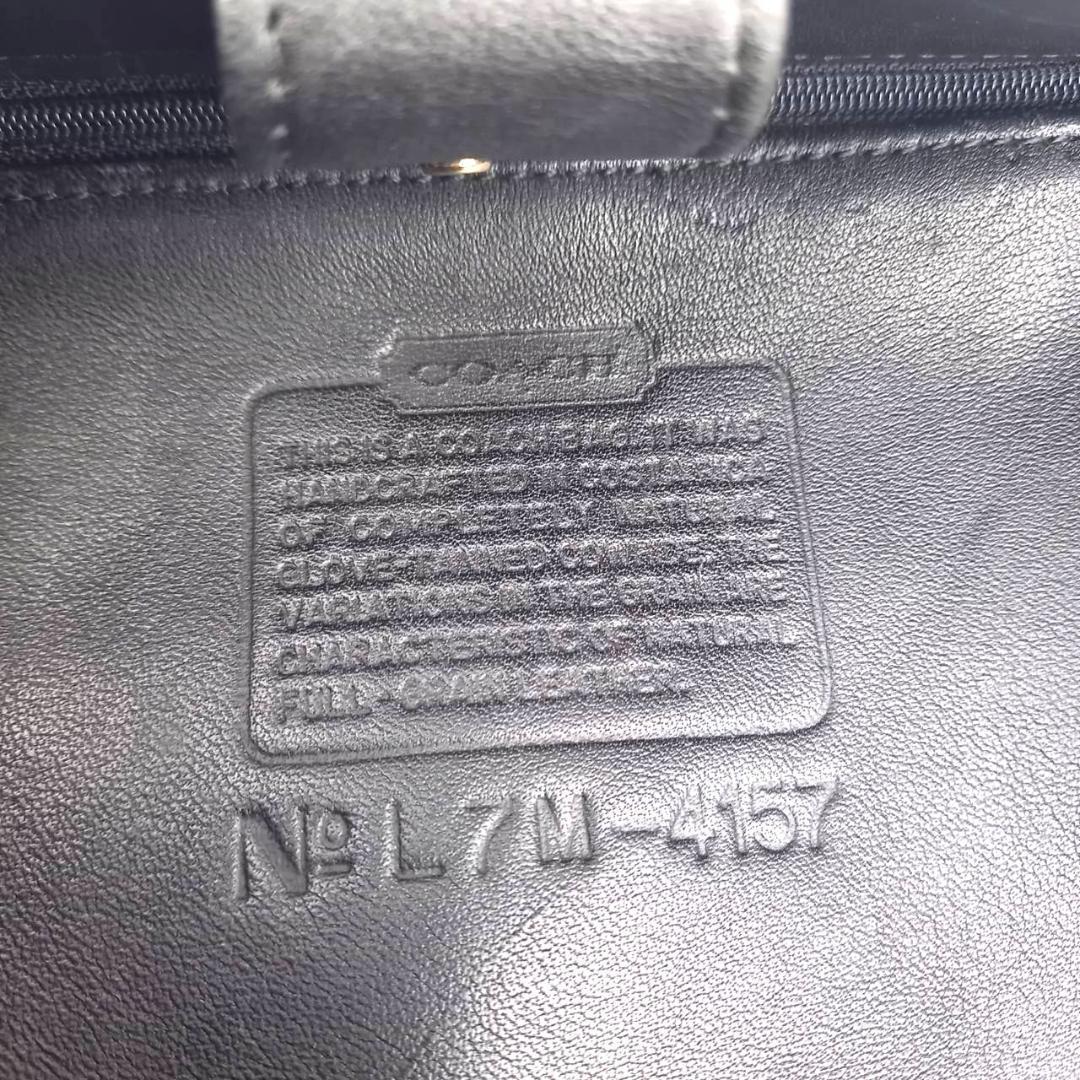 COACH
THIS IS A COACH BAG. IT WAS
HANDCRAFTED IN COSTA RICA
OF COMPLETELY NATURAL
GLOVE-TANNED COWHIDE. THE
VARIATIONS IN THE GRAIN ARE
CHARACTERISTIC OF NATURAL
FULL-GRAIN LEATHER.
Nº L7M-4157